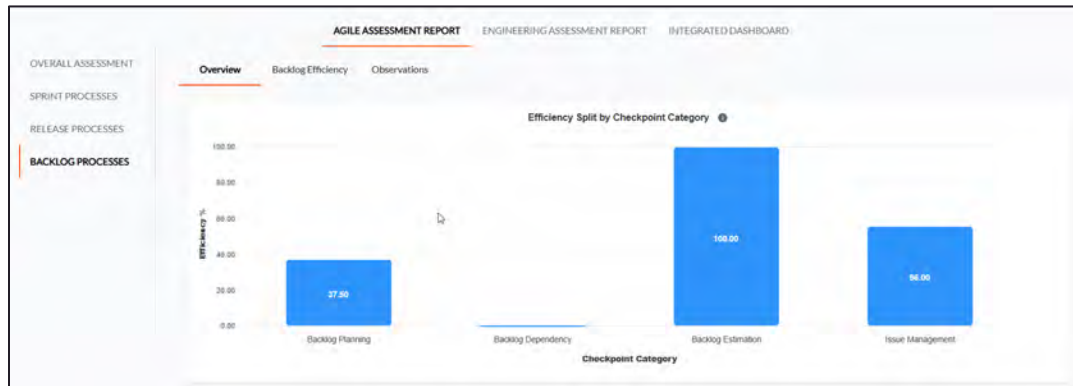 AGILE ASSESSMENT REPORT ENGINEERING ASSESSMENT REPORT INTEGRATED DASHBOARD
OVERALL ASSESSMENT
SPRINT PROCESSES
RELEASE PROCESSES
BACKLOG PROCESSES
Overview Backlog Efficiency Observations
Efficiency Split by Checkpoint Category
Efficiency %
100.00
80.00
60.00
40.00
20.00
0.00
37.50
100.00
56.00
Backlog Planning Backlog Dependency Backlog Estimation Issue Management
Checkpoint Category